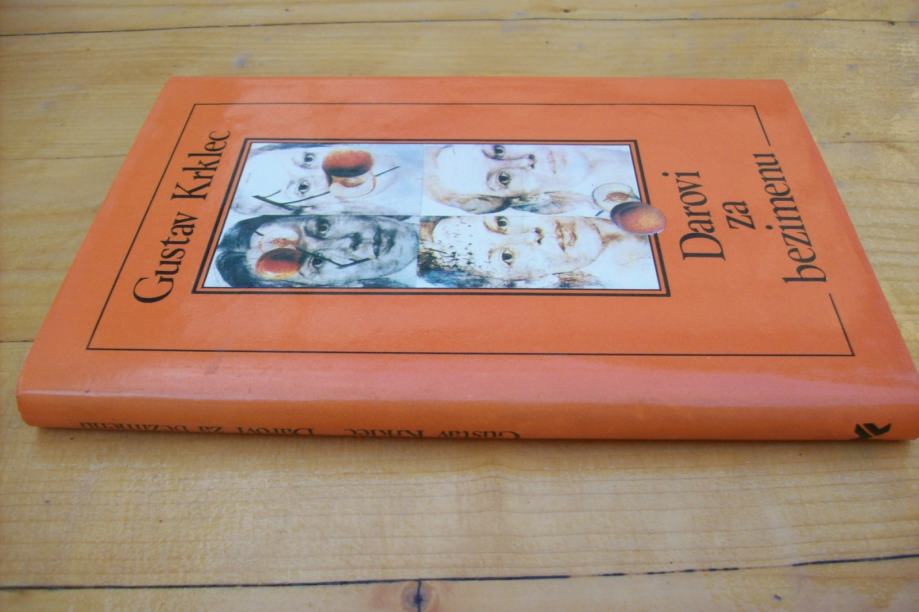 Gustav Krklec
Darovi
za
bezimenu
Gustav Krklec Darovi za bezimenu